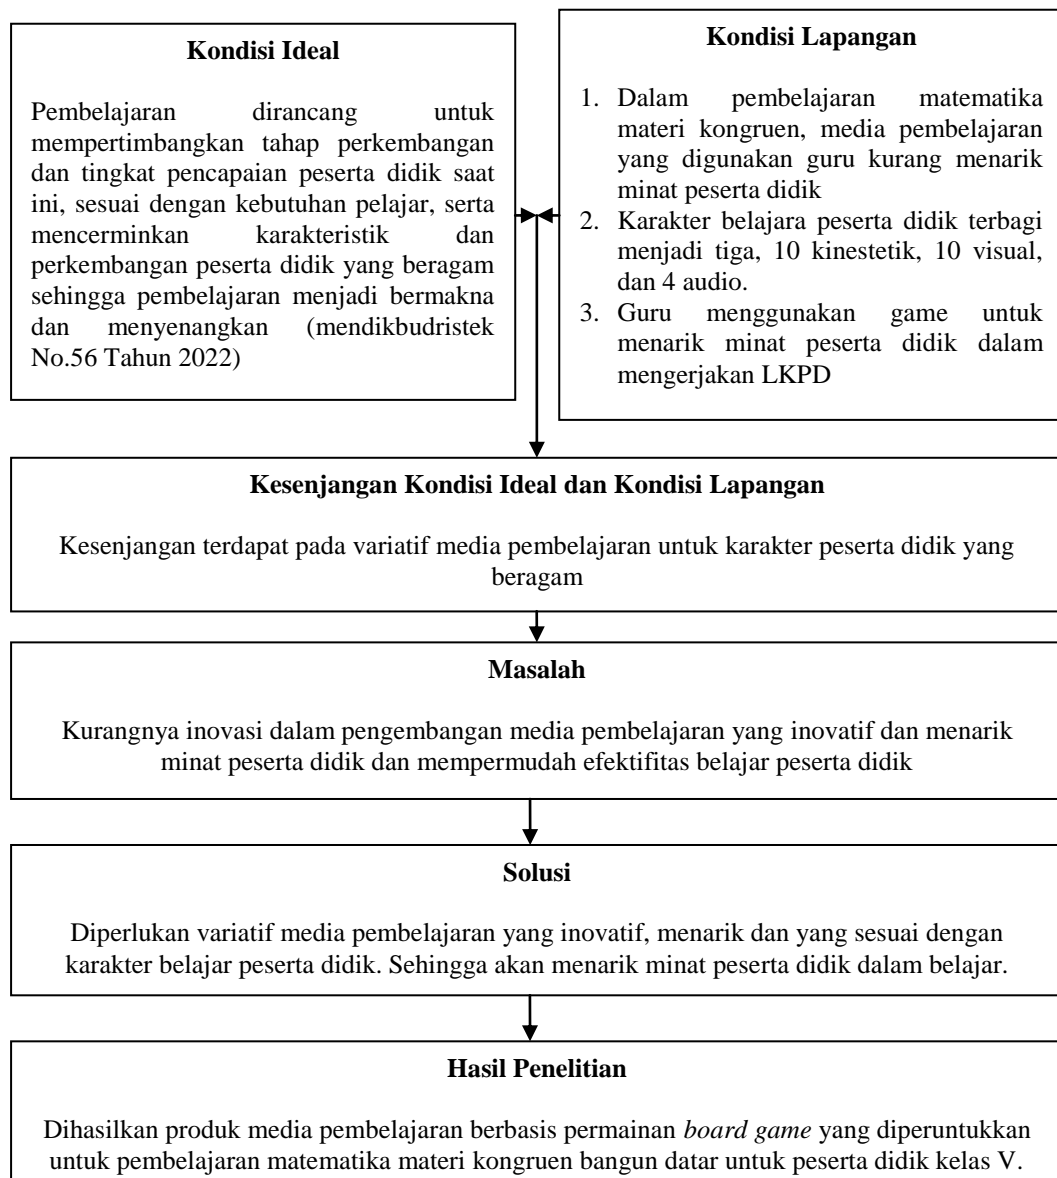 Kondisi Ideal
Pembelajaran dirancang untuk
mempertimbangkan tahap perkembangan
dan tingkat pencapaian peserta didik saat
ini, sesuai dengan kebutuhan pelajar, serta
mencerminkan karakteristik dan
perkembangan peserta didik yang beragam
sehingga pembelajaran menjadi bermakna
dan menyenangkan (mendikbudristek
No.56 Tahun 2022)
Kondisi Lapangan
1. Dalam pembelajaran matematika
materi kongruen, media pembelajaran
yang digunakan guru kurang menarik
minat peserta didik
2. Karakter belajara peserta didik terbagi
menjadi tiga, 10 kinestetik, 10 visual,
dan 4 audio.
3. Guru menggunakan game untuk
menarik minat peserta didik dalam
mengerjakan LKPD
Kesenjangan Kondisi Ideal dan Kondisi Lapangan
Kesenjangan terdapat pada variatif media pembelajaran untuk karakter peserta didik yang
beragam
Masalah
Kurangnya inovasi dalam pengembangan media pembelajaran yang inovatif dan menarik
minat peserta didik dan mempermudah efektifitas belajar peserta didik
Solusi
Diperlukan variatif media pembelajaran yang inovatif, menarik dan yang sesuai dengan
karakter belajar peserta didik. Sehingga akan menarik minat peserta didik dalam belajar.
Hasil Penelitian
Dihasilkan produk media pembelajaran berbasis permainan board game yang diperuntukkan
untuk pembelajaran matematika materi kongruen bangun datar untuk peserta didik kelas V.